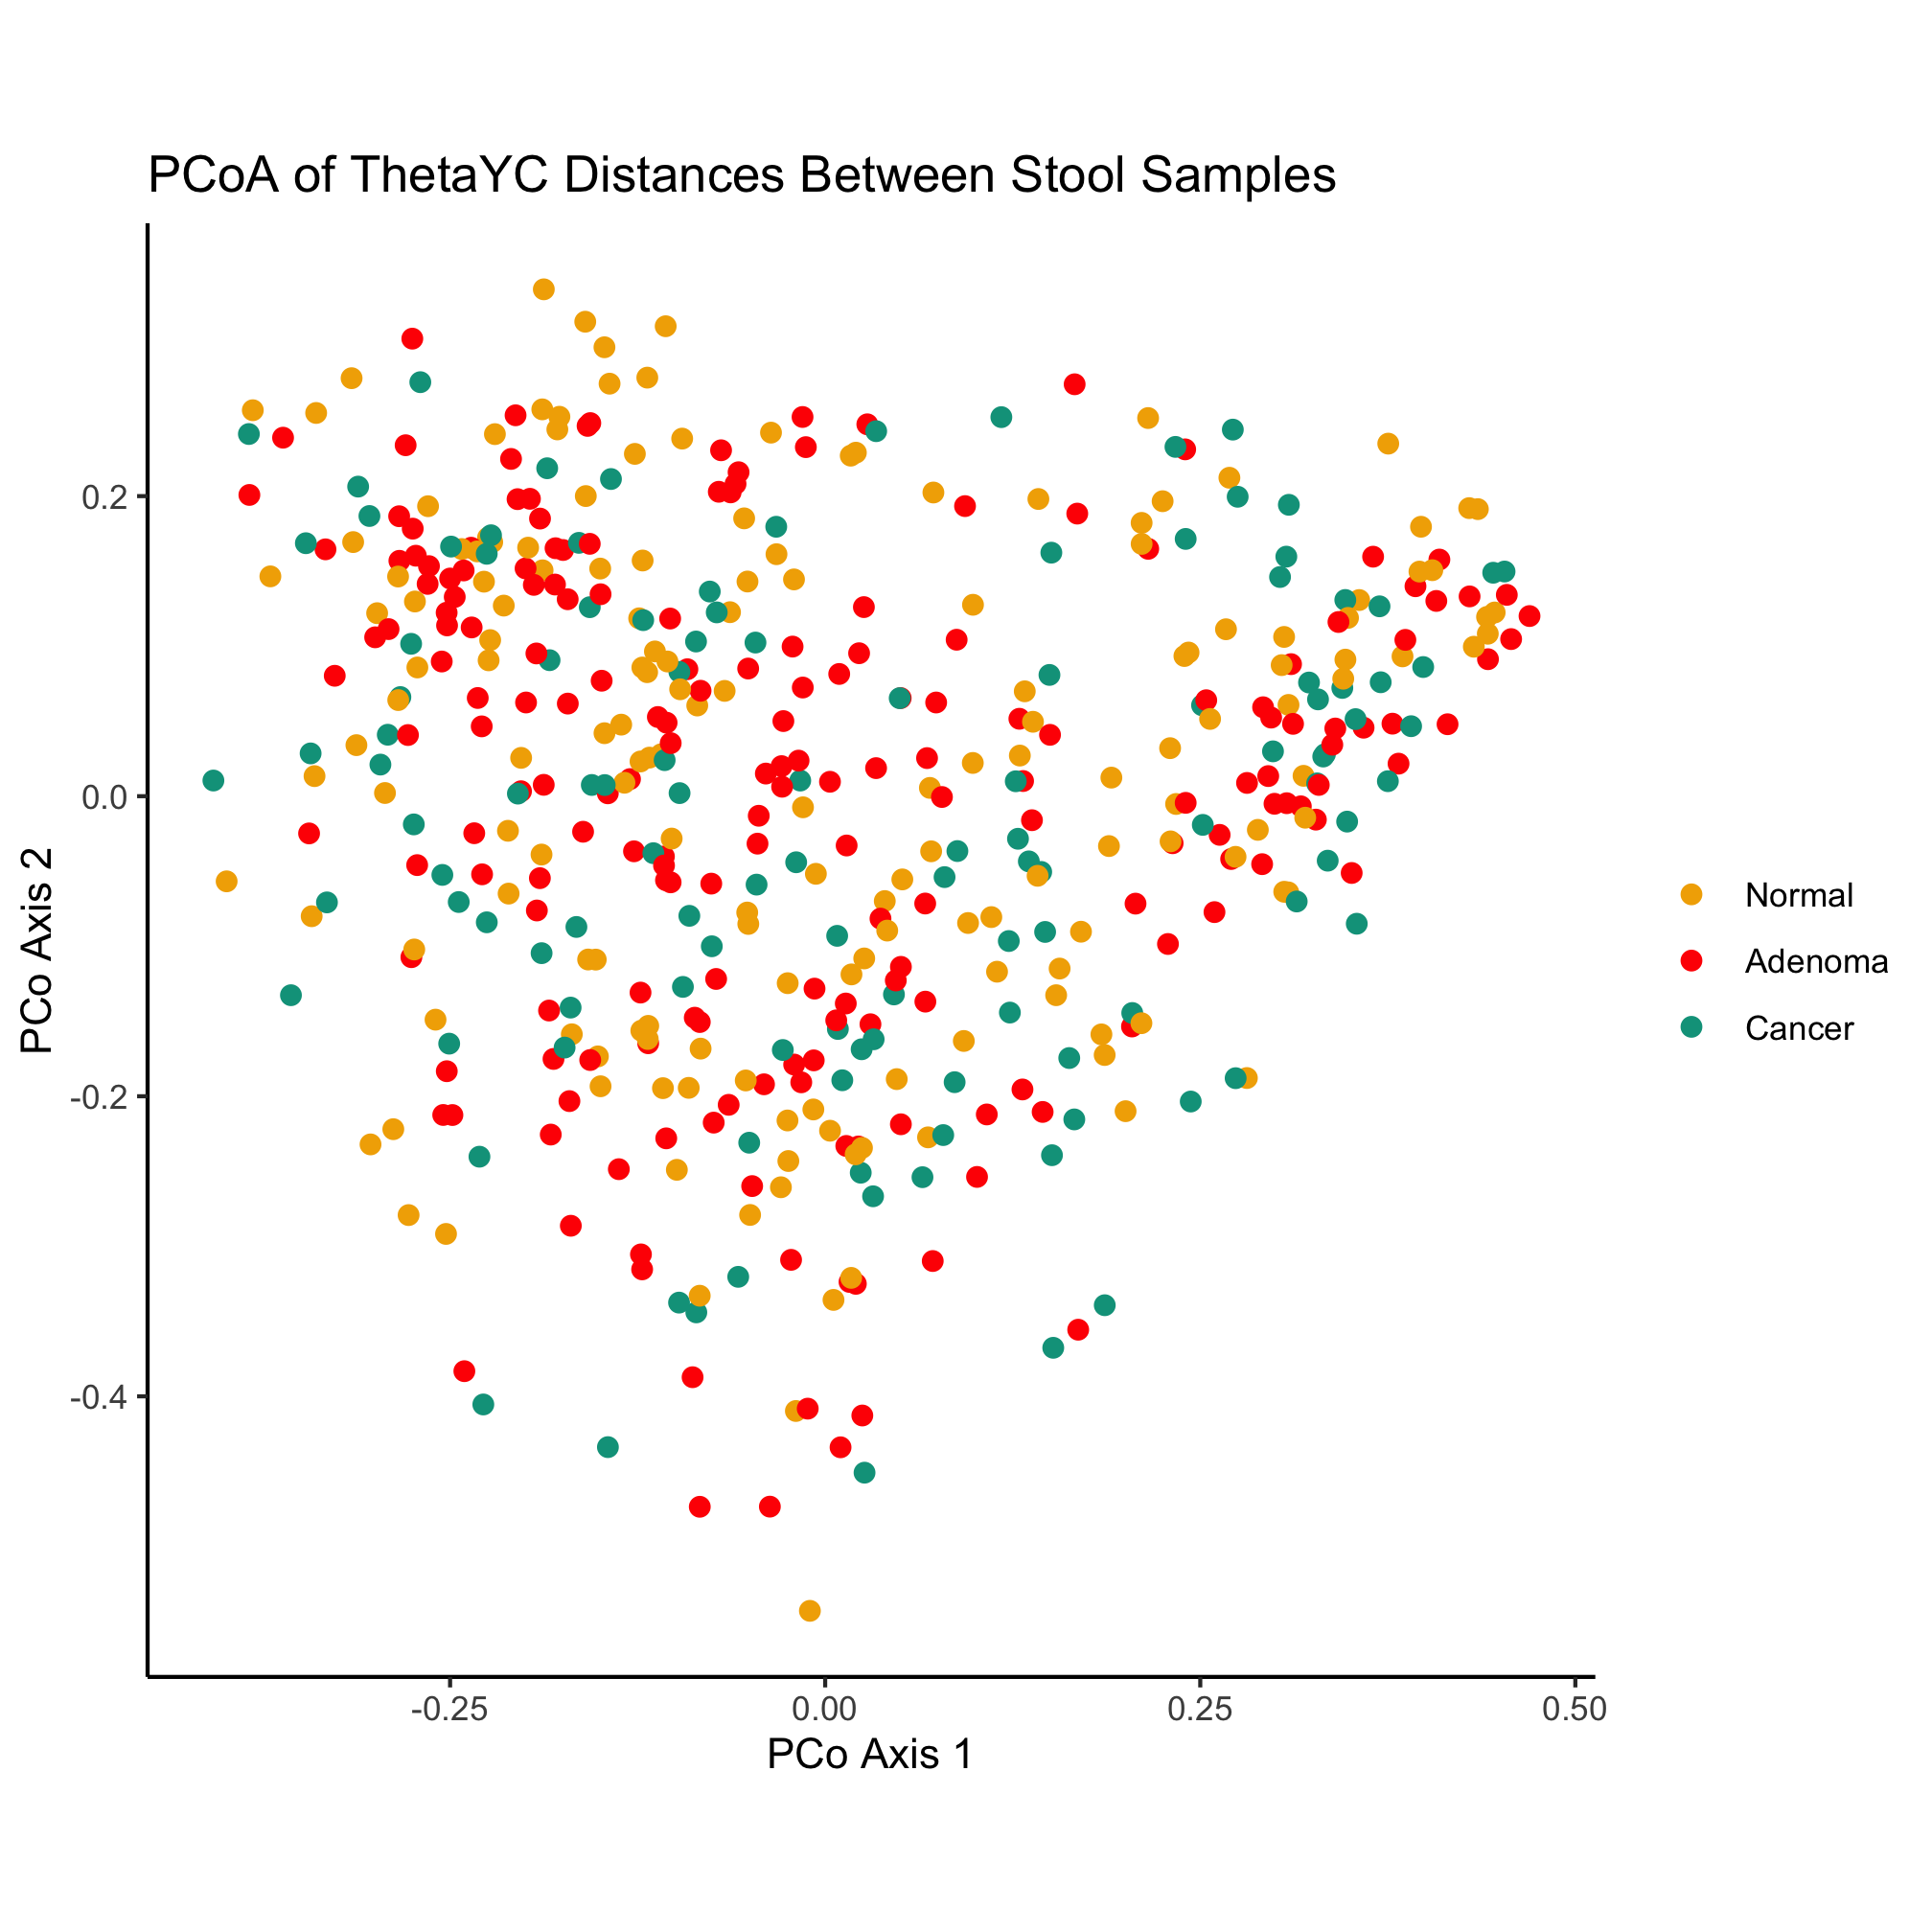 PCoA of ThetaYC Distances Between Stool Samples
0.2
0.0
-0.2
-0.4
PCo Axis 2
-0.25
0.00
0.25
0.50
PCo Axis 1
Normal
Adenoma
Cancer